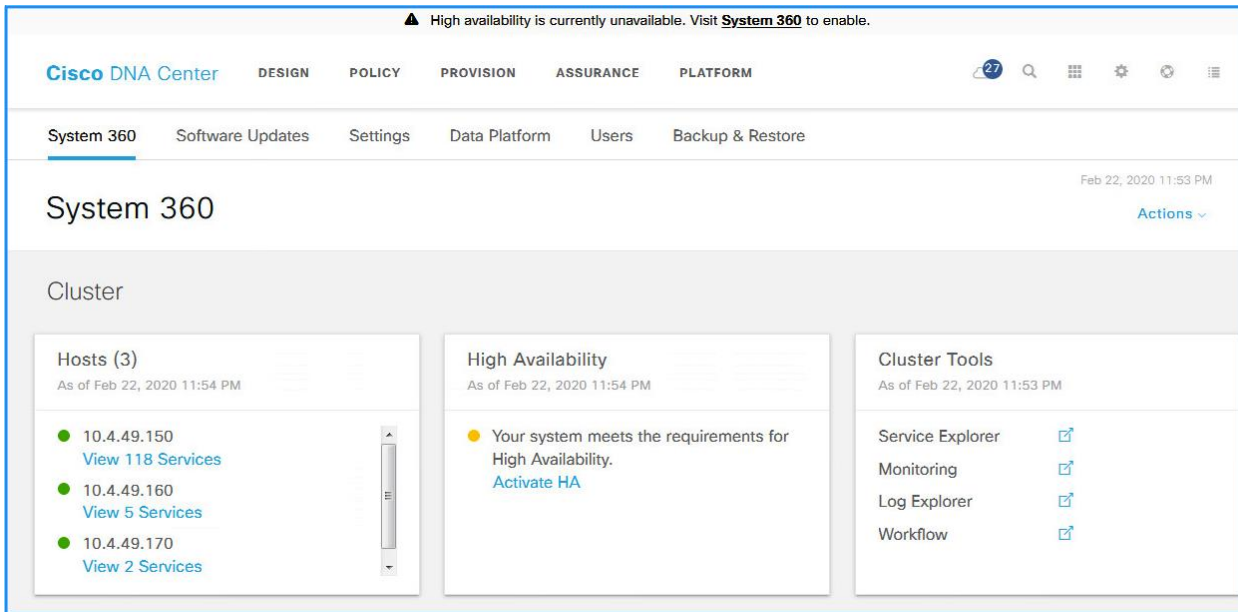 High availability is currently unavailable. Visit System 360 to enable.
Cisco DNA Center DESIGN POLICY PROVISION ASSURANCE PLATFORM 27
System 360 Software Updates Settings Data Platform Users Backup & Restore
Feb 22, 2020 11:53 PM
System 360
Actions
Cluster
Hosts (3)
As of Feb 22, 2020 11:54 PM
10.4.49.150
View 118 Services
10.4.49.160
View 5 Services
10.4.49.170
View 2 Services
High Availability
As of Feb 22, 2020 11:54 PM
Your system meets the requirements for
High Availability.
Activate HA
Cluster Tools
As of Feb 22, 2020 11:53 PM
Service Explorer
Monitoring
Log Explorer
Workflow